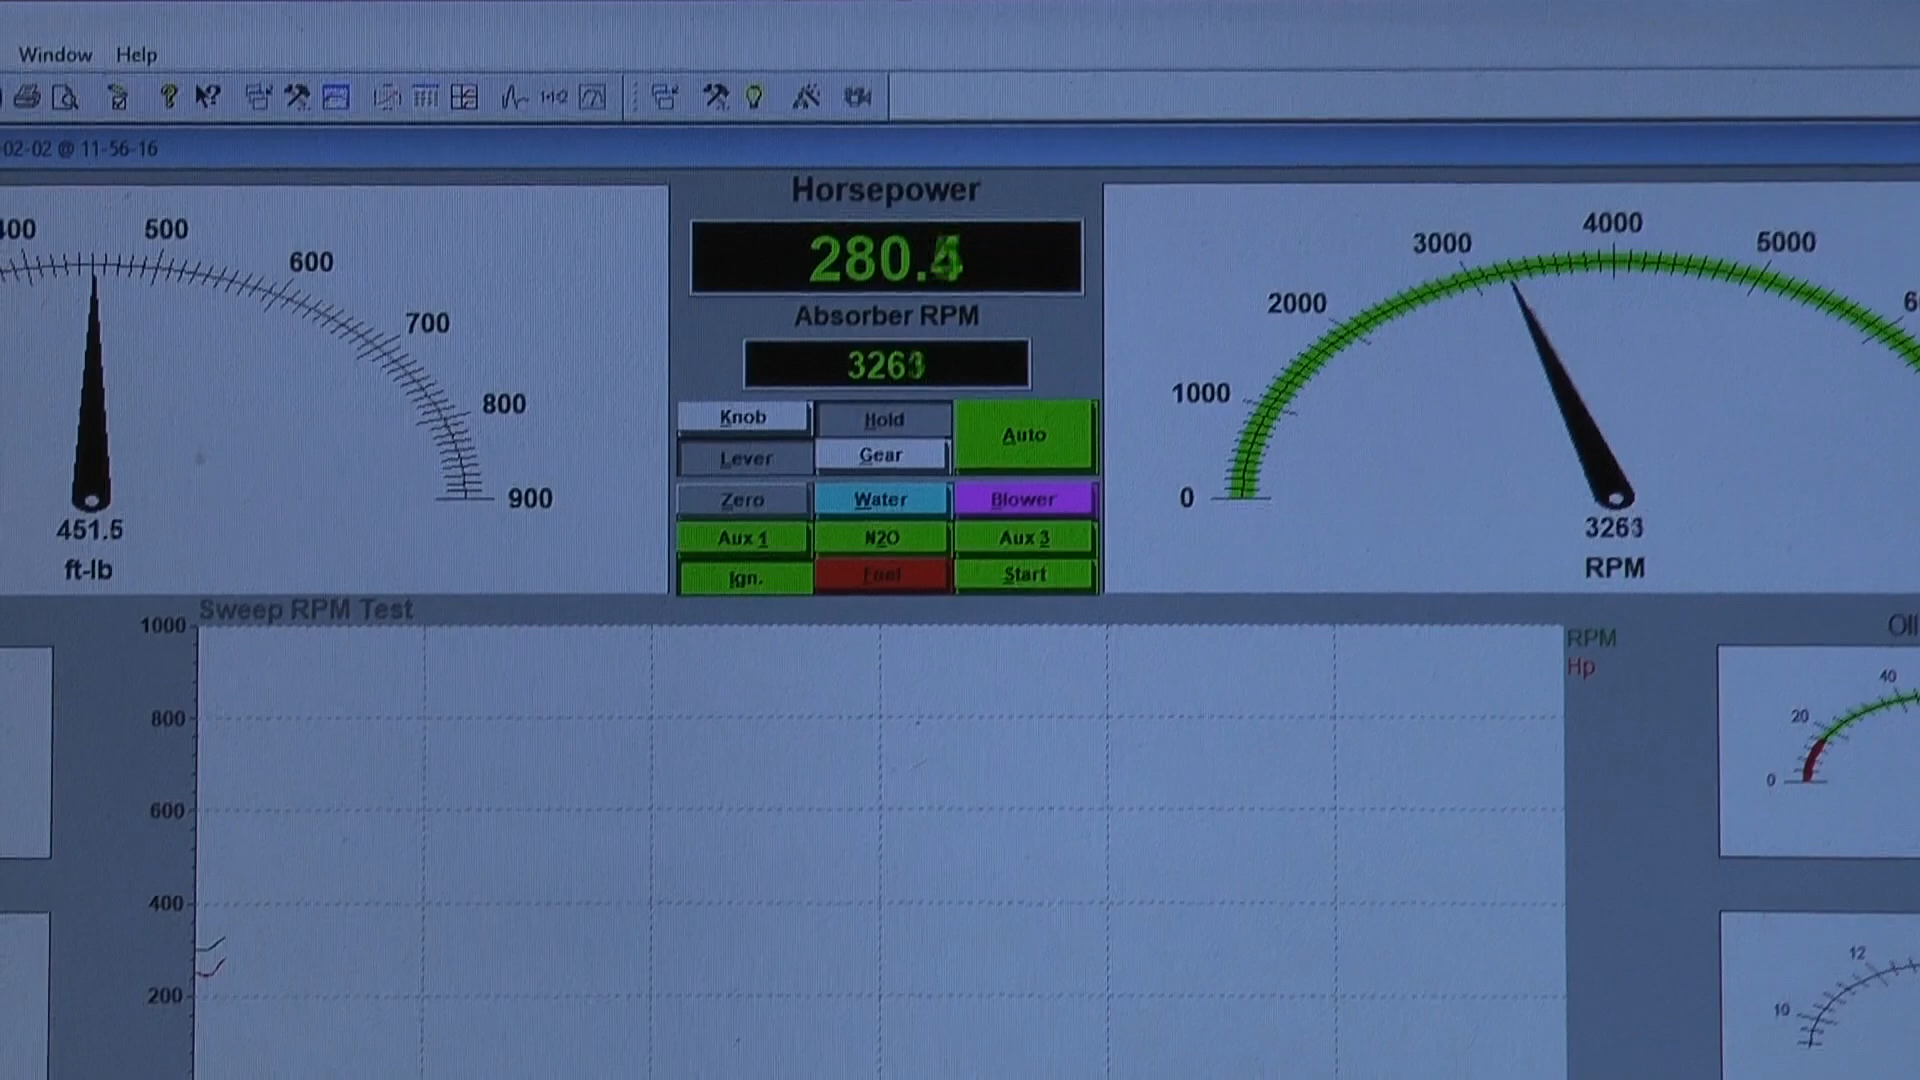 Window Help
02-02 @ 11-56-16
Horsepower
280.
Absorber RPM
3263
Knob Hold Auto
Lever Gear
Zero Water Blower
Aux 1 N2O Aux 3
Ign. Fuel Start
400 500 600 700 800 900
451.5
ft-lb
0 1000 2000 3000 4000 5000
3263
RPM
Sweep RPM Test
1000
800
600
400
200
RPM
Hp
Oil
0 20 40
10 12